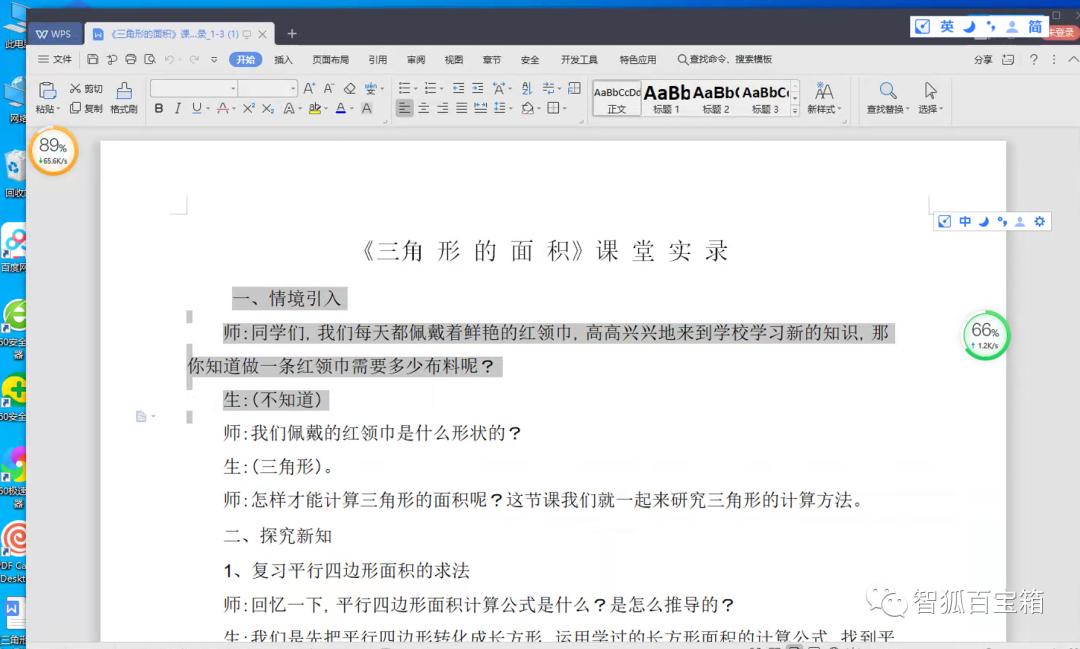 WPS 《三角形的面积》课...录_1-3 (1)
英 简
未登录
文件 开始 插入 页面布局 引用 审阅 视图 章节 安全 开发工具 特色应用 查找命令、搜索模板 分享
粘贴 剪切 复制 格式刷
B I U A X² X₂ A ab A A
AaBbCcDd AaBb AaBb( AaBbC
正文 标题 1 标题 2 标题 3 新样式 查找替换 选择
89%
65.6K/s
中
《三角 形 的 面 积》课 堂 实 录
一、情境引入
师:同学们, 我们每天都佩戴着鲜艳的红领巾, 高高兴兴地来到学校学习新的知识, 那
你知道做一条红领巾需要多少布料呢？
66%
1.2K/s
生:(不知道)
师:我们佩戴的红领巾是什么形状的？
生:(三角形)。
师:怎样才能计算三角形的面积呢？这节课我们就一起来研究三角形的计算方法。
二、探究新知
1、复习平行四边形面积的求法
师:回忆一下, 平行四边形面积计算公式是什么？是怎么推导的？
生:我们是先把平行四边形转化成长方形, 运用学过的长方形面积的计算公式, 找到平
智狐百宝箱
此电
网络
回收
百度网
60安全
器
60安全
60极速
器
PDF Ca
Deskt
三角形